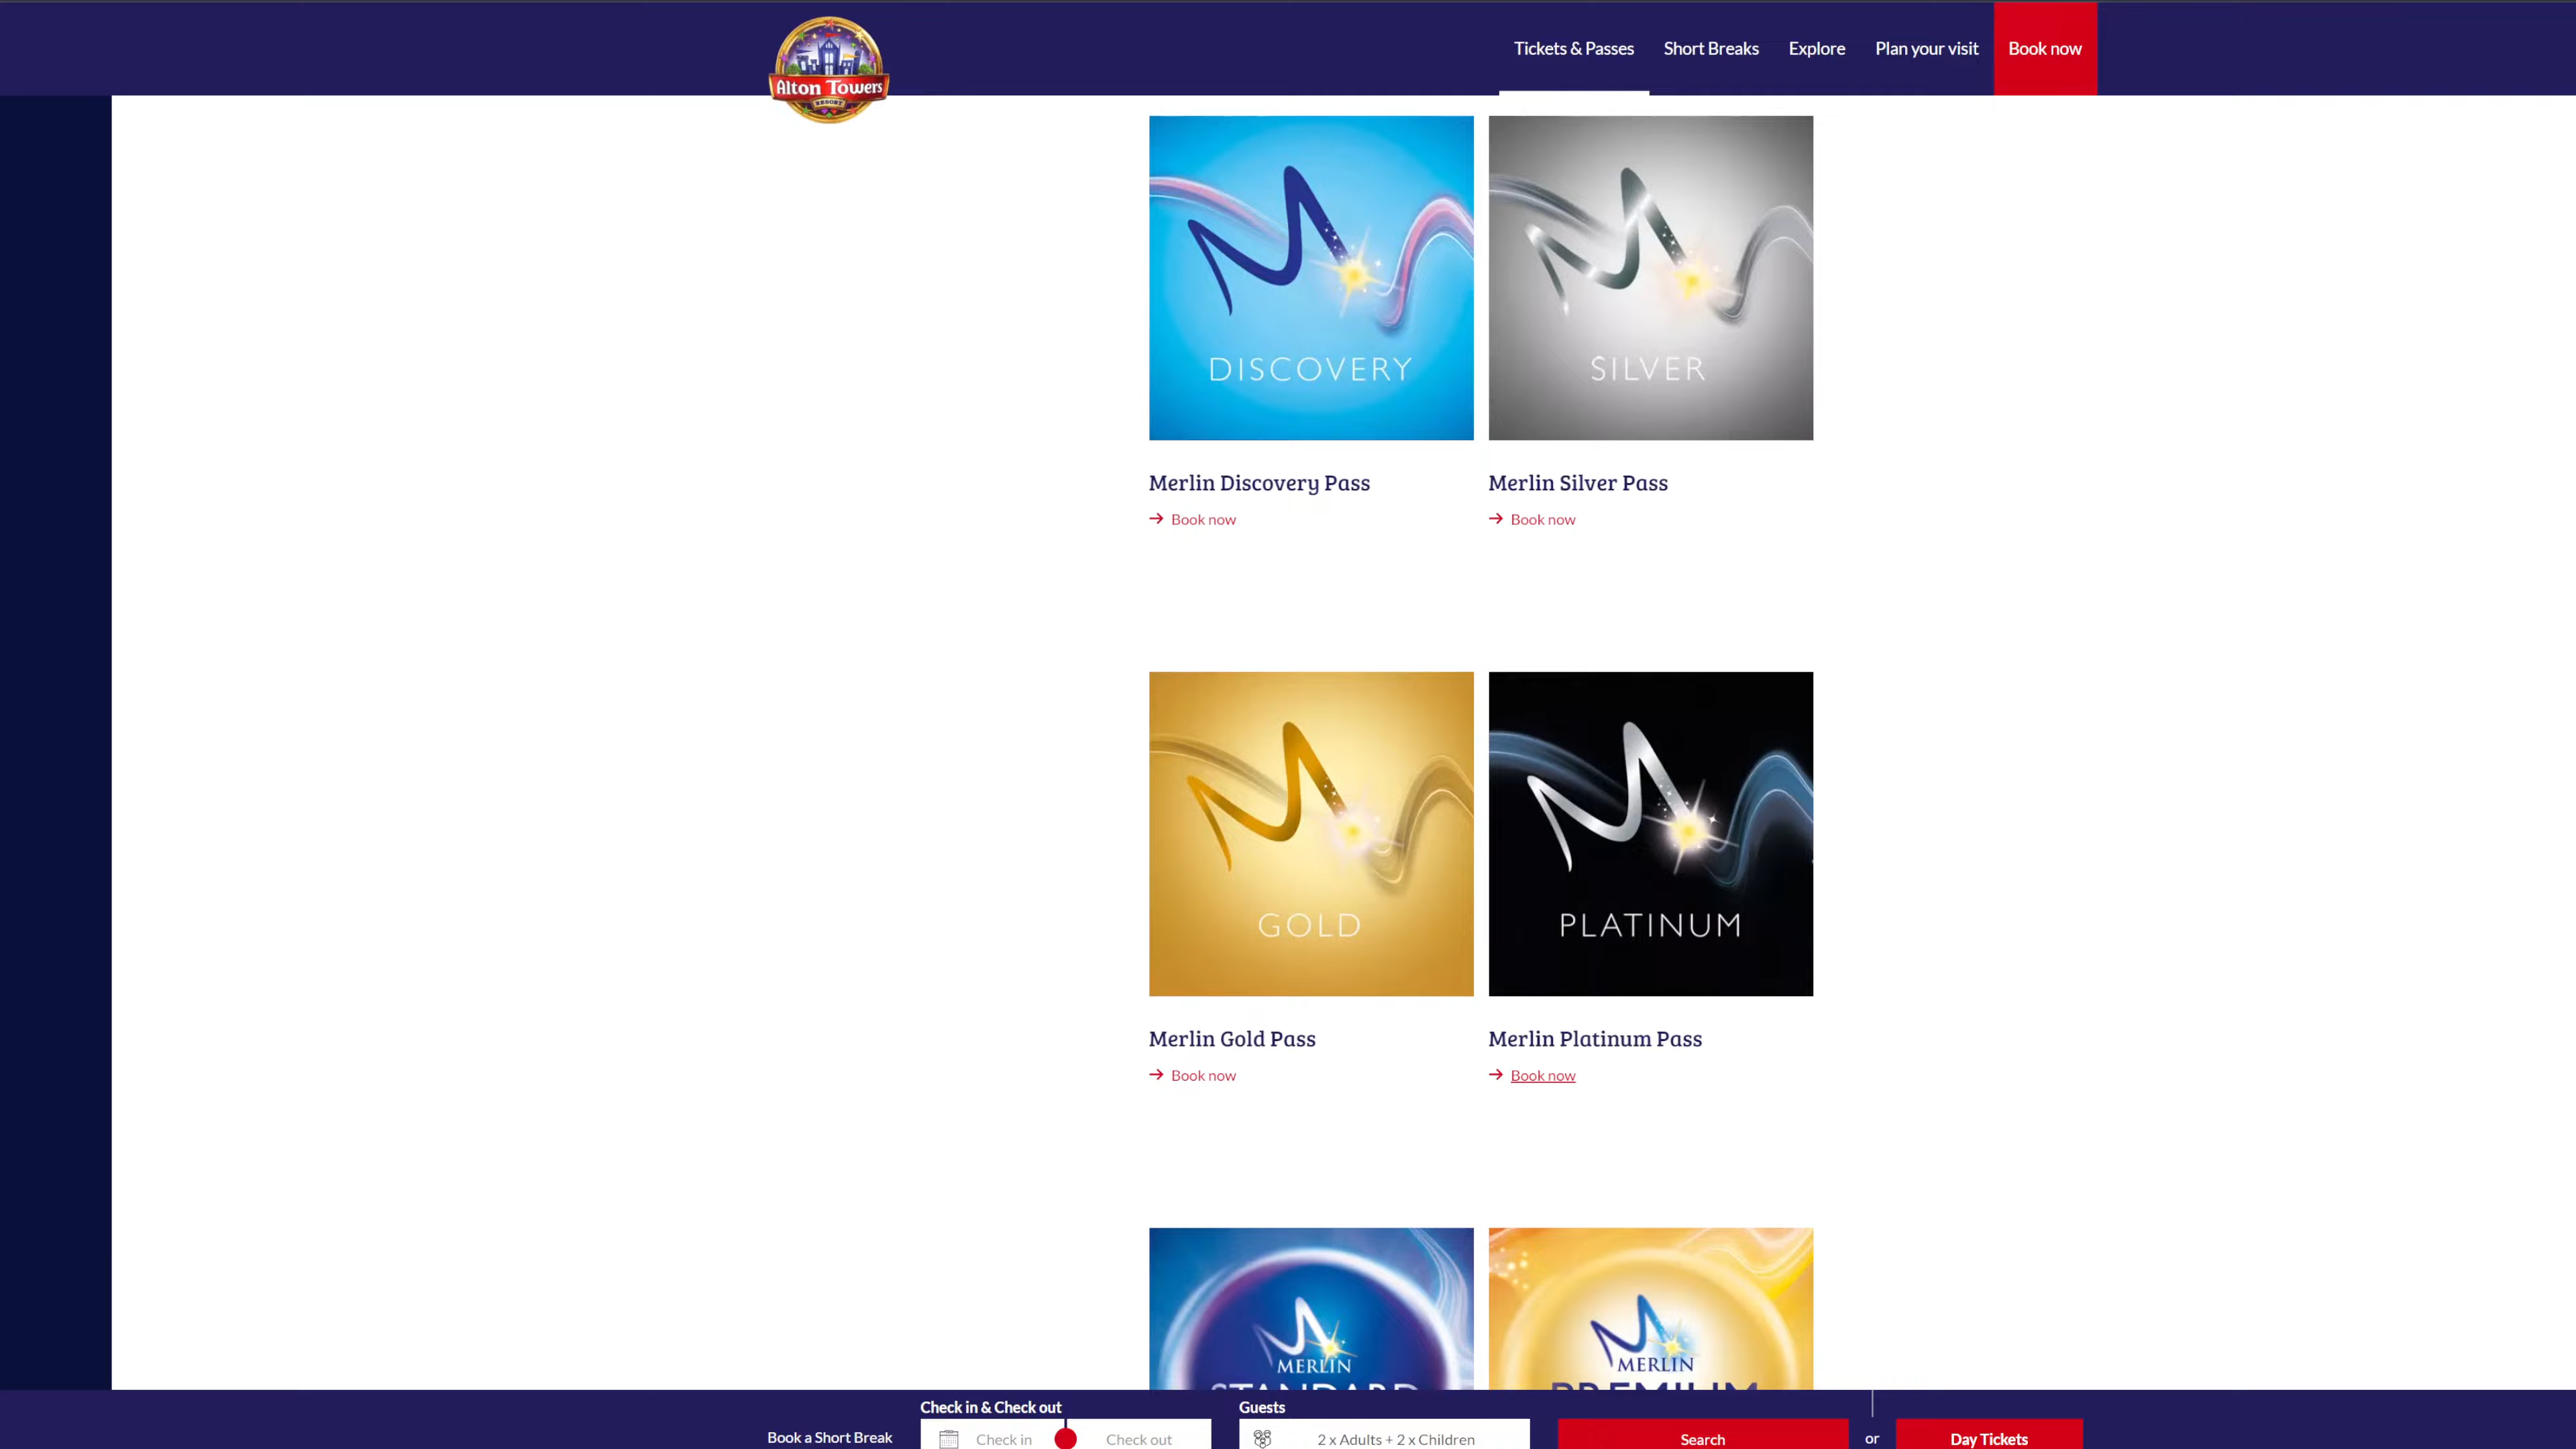 Alton Towers
RESORT
Tickets & Passes
Short Breaks
Explore
Plan your visit
Book now
DISCOVERY
SILVER
Merlin Discovery Pass
Merlin Silver Pass
Book now
Book now
GOLD
PLATINUM
Merlin Gold Pass
Merlin Platinum Pass
Book now
Book now
MERLIN
STANDARD
MERLIN
PREMIUM
Check in & Check out
Guests
Book a Short Break
Check in
Check out
2 x Adults + 2 x Children
Search
or
Day Tickets